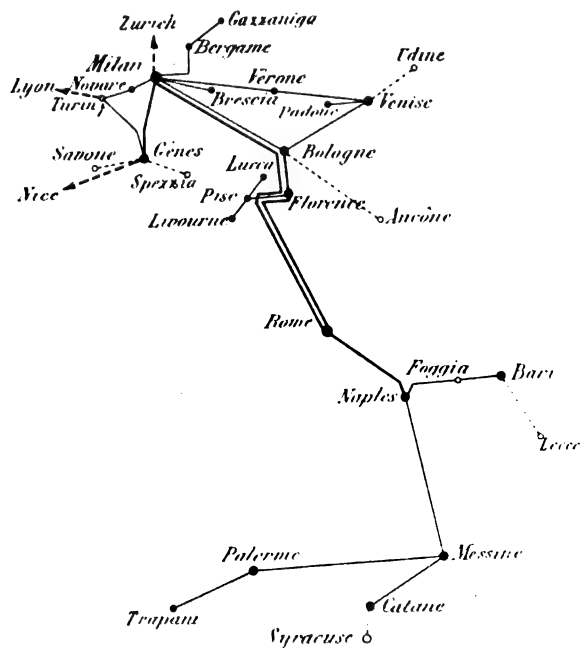 Zurich
Gazzaniga
Bergame
Milan
Udine
Lyon
Novare
Vérone
Turin
Brescia
Padoue
Venise
Savone
Gênes
Lucca
Bologne
Nice
Spezzia
Pise
Florence
Livourne
Ancône
Rome
Foggia
Bari
Naples
Lecce
Palerme
Messine
Trapani
Catane
Syracuse